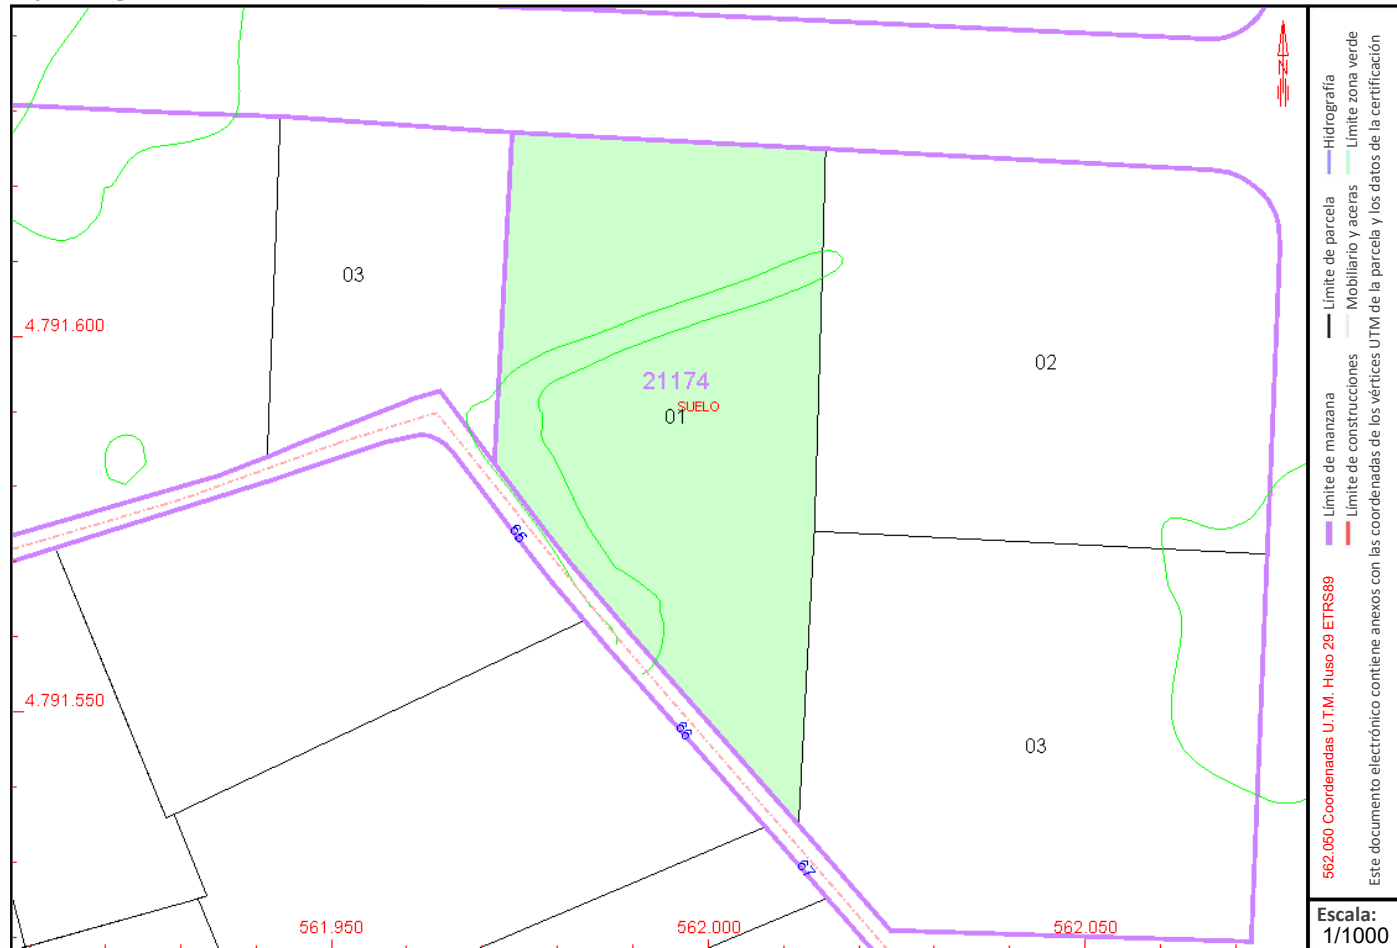 03
4.791.600
02
21174
SUELO
01
65
4.791.550
66
03
67
561.950
562.000
562.050
N
Límite de manzana
Límite de parcela
Hidrografía
Límite de construcciones
Mobiliario y aceras
Límite zona verde
562.050 Coordenadas U.T.M. Huso 29 ETRS89
Este documento electrónico contiene anexos con las coordenadas de los vértices UTM de la parcela y los datos de la certificación
Escala:
1/1000